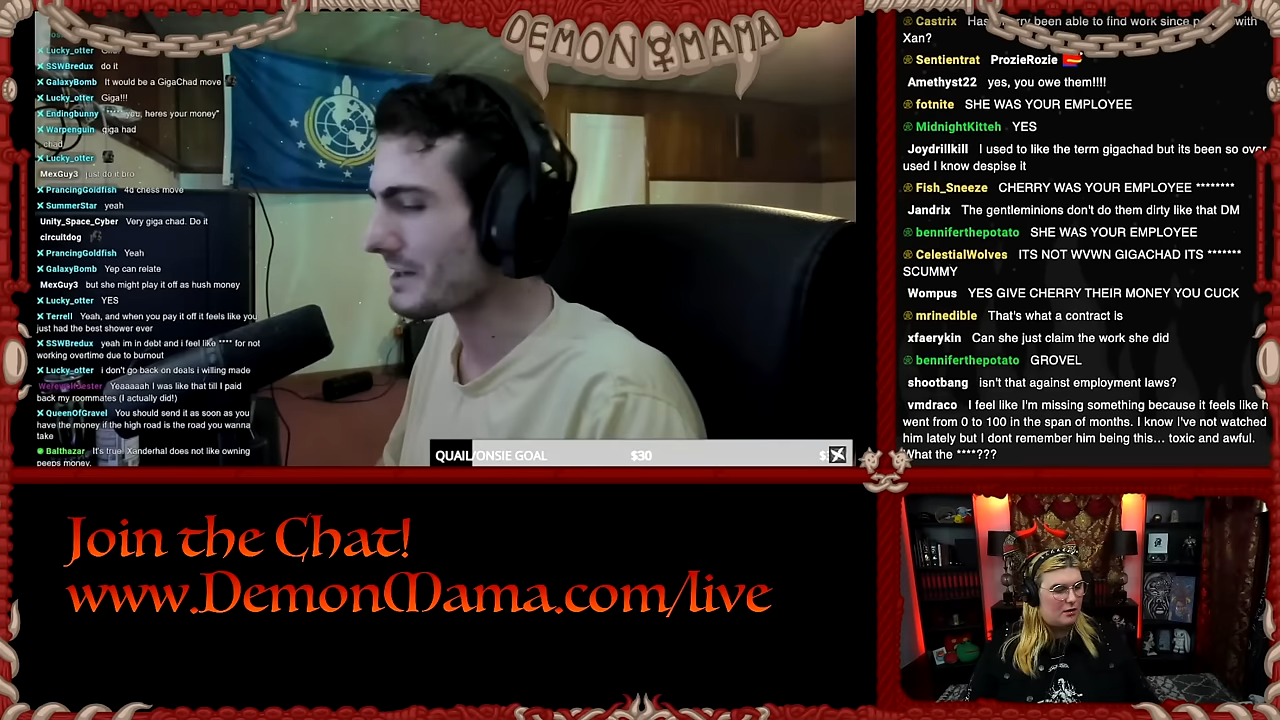 DEMON MAMA
Lucky_otter
SSWBredux do it
GalaxyBomb It would be a GigaChad move
Lucky_otter Giga!!!
Endingbunny "**** you, heres your money"
Warpenguin giga had
chad
Lucky_otter
MexGuy3 just do it bro
PrancingGoldfish 4d chess move
SummerStar yeah
Unity_Space_Cyber Very giga chad. Do it
circuitdog
PrancingGoldfish Yeah
GalaxyBomb Yep can relate
MexGuy3 but she might play it off as hush money
Lucky_otter YES
Terrell Yeah, and when you pay it off it feels like you
just had the best shower ever
SSWBredux yeah im in debt and i feel like **** for not
working overtime due to burnout
Lucky_otter i don't go back on deals i willing made
Yeaaaaah I was like that till I paid
back my roommates (I actually did!)
QueenOfGravel You should send it as soon as you
have the money if the high road is the road you wanna
take
Balthazar It's true. Xanderhal does not like owning
peeps money.
QUAIL/ONSIE GOAL $30
Castrix been able to find work since with
Xan?
Sentientrat ProzieRozie
Amethyst22 yes, you owe them!!!!
fotnite SHE WAS YOUR EMPLOYEE
MidnightKitteh YES
Joydrillkill I used to like the term gigachad but its been so over
used I know despise it
Fish_Sneeze CHERRY WAS YOUR EMPLOYEE ********
Jandrix The gentleminions don't do them dirty like that DM
benniferthepotato SHE WAS YOUR EMPLOYEE
CelestialWolves ITS NOT WVWN GIGACHAD ITS *******
SCUMMY
Wompus YES GIVE CHERRY THEIR MONEY YOU CUCK
mrinedible That's what a contract is
xfaerykin Can she just claim the work she did
benniferthepotato GROVEL
shootbang isn't that against employment laws?
vmdraco I feel like I'm missing something because it feels like h
went from 0 to 100 in the span of months. I know I've not watched
him lately but I dont remember him being this... toxic and awful.
What the ****???
Join the Chat!
www.DemonMama.com/live